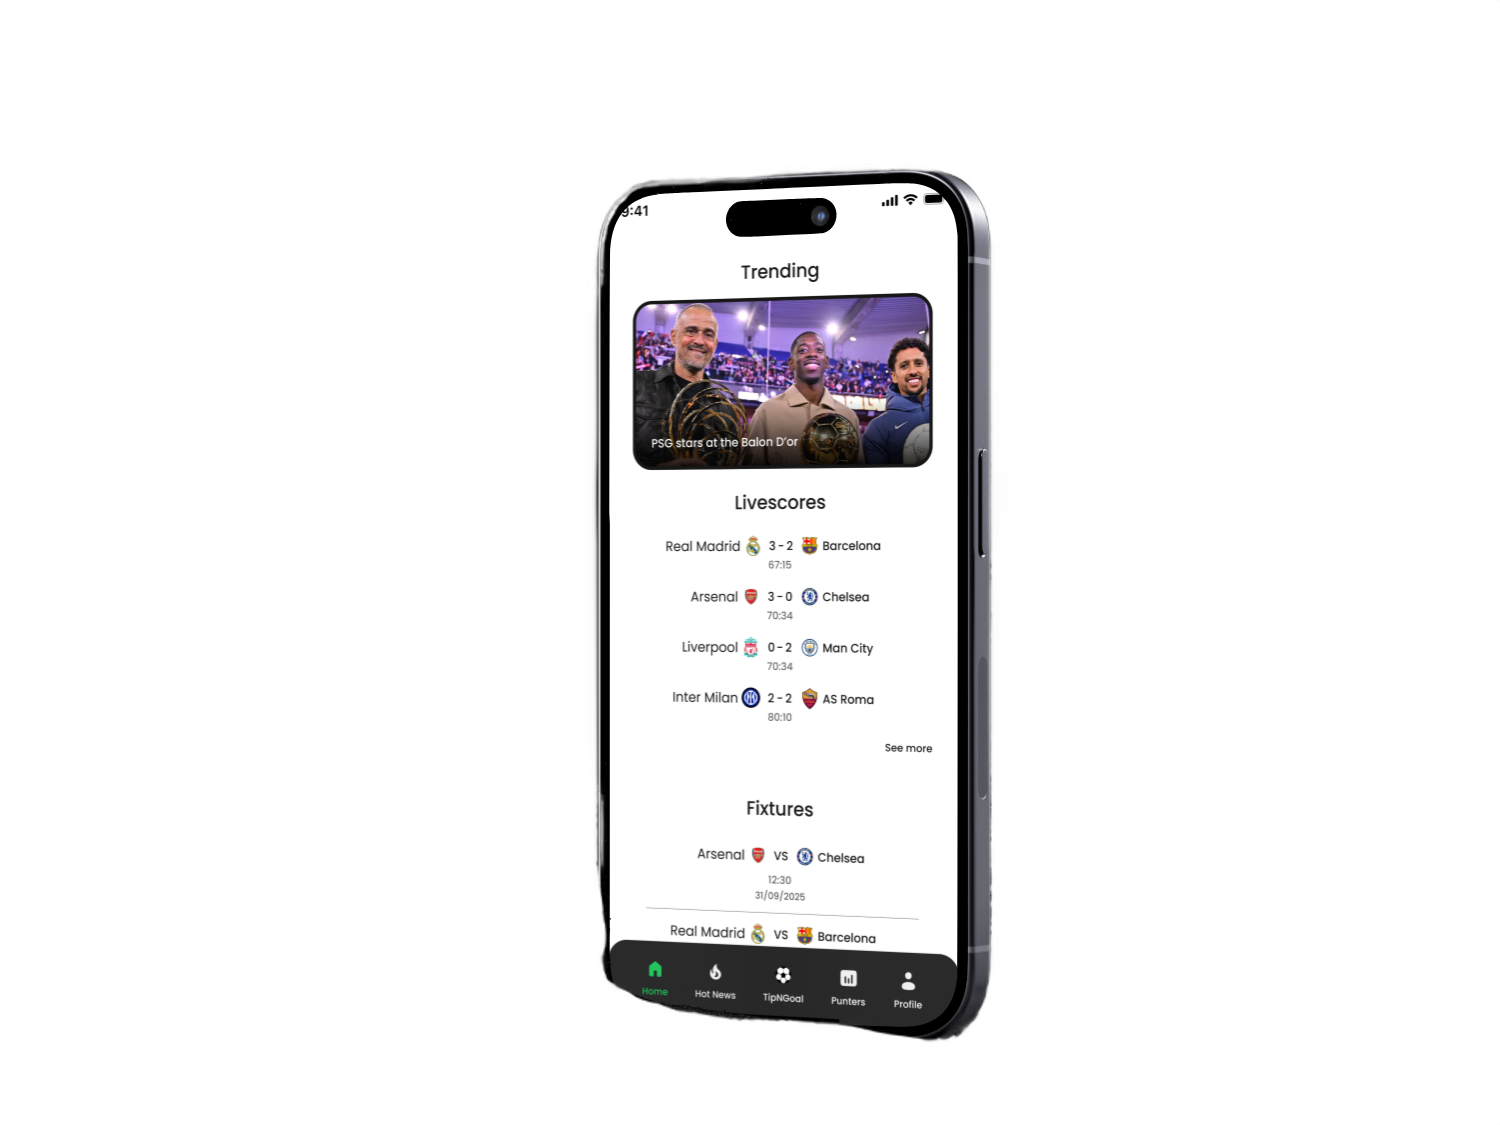 9:41
Trending
PSG stars at the Balon D'or
Livescores
Real Madrid 3 - 2 Barcelona
67:15
Arsenal 3 - 0 Chelsea
70:34
Liverpool 0 - 2 Man City
70:34
Inter Milan 2 - 2 AS Roma
80:10
See more
Fixtures
Arsenal VS Chelsea
12:30
31/09/2025
Real Madrid VS Barcelona
Home Hot News TipNGoal Punters Profile